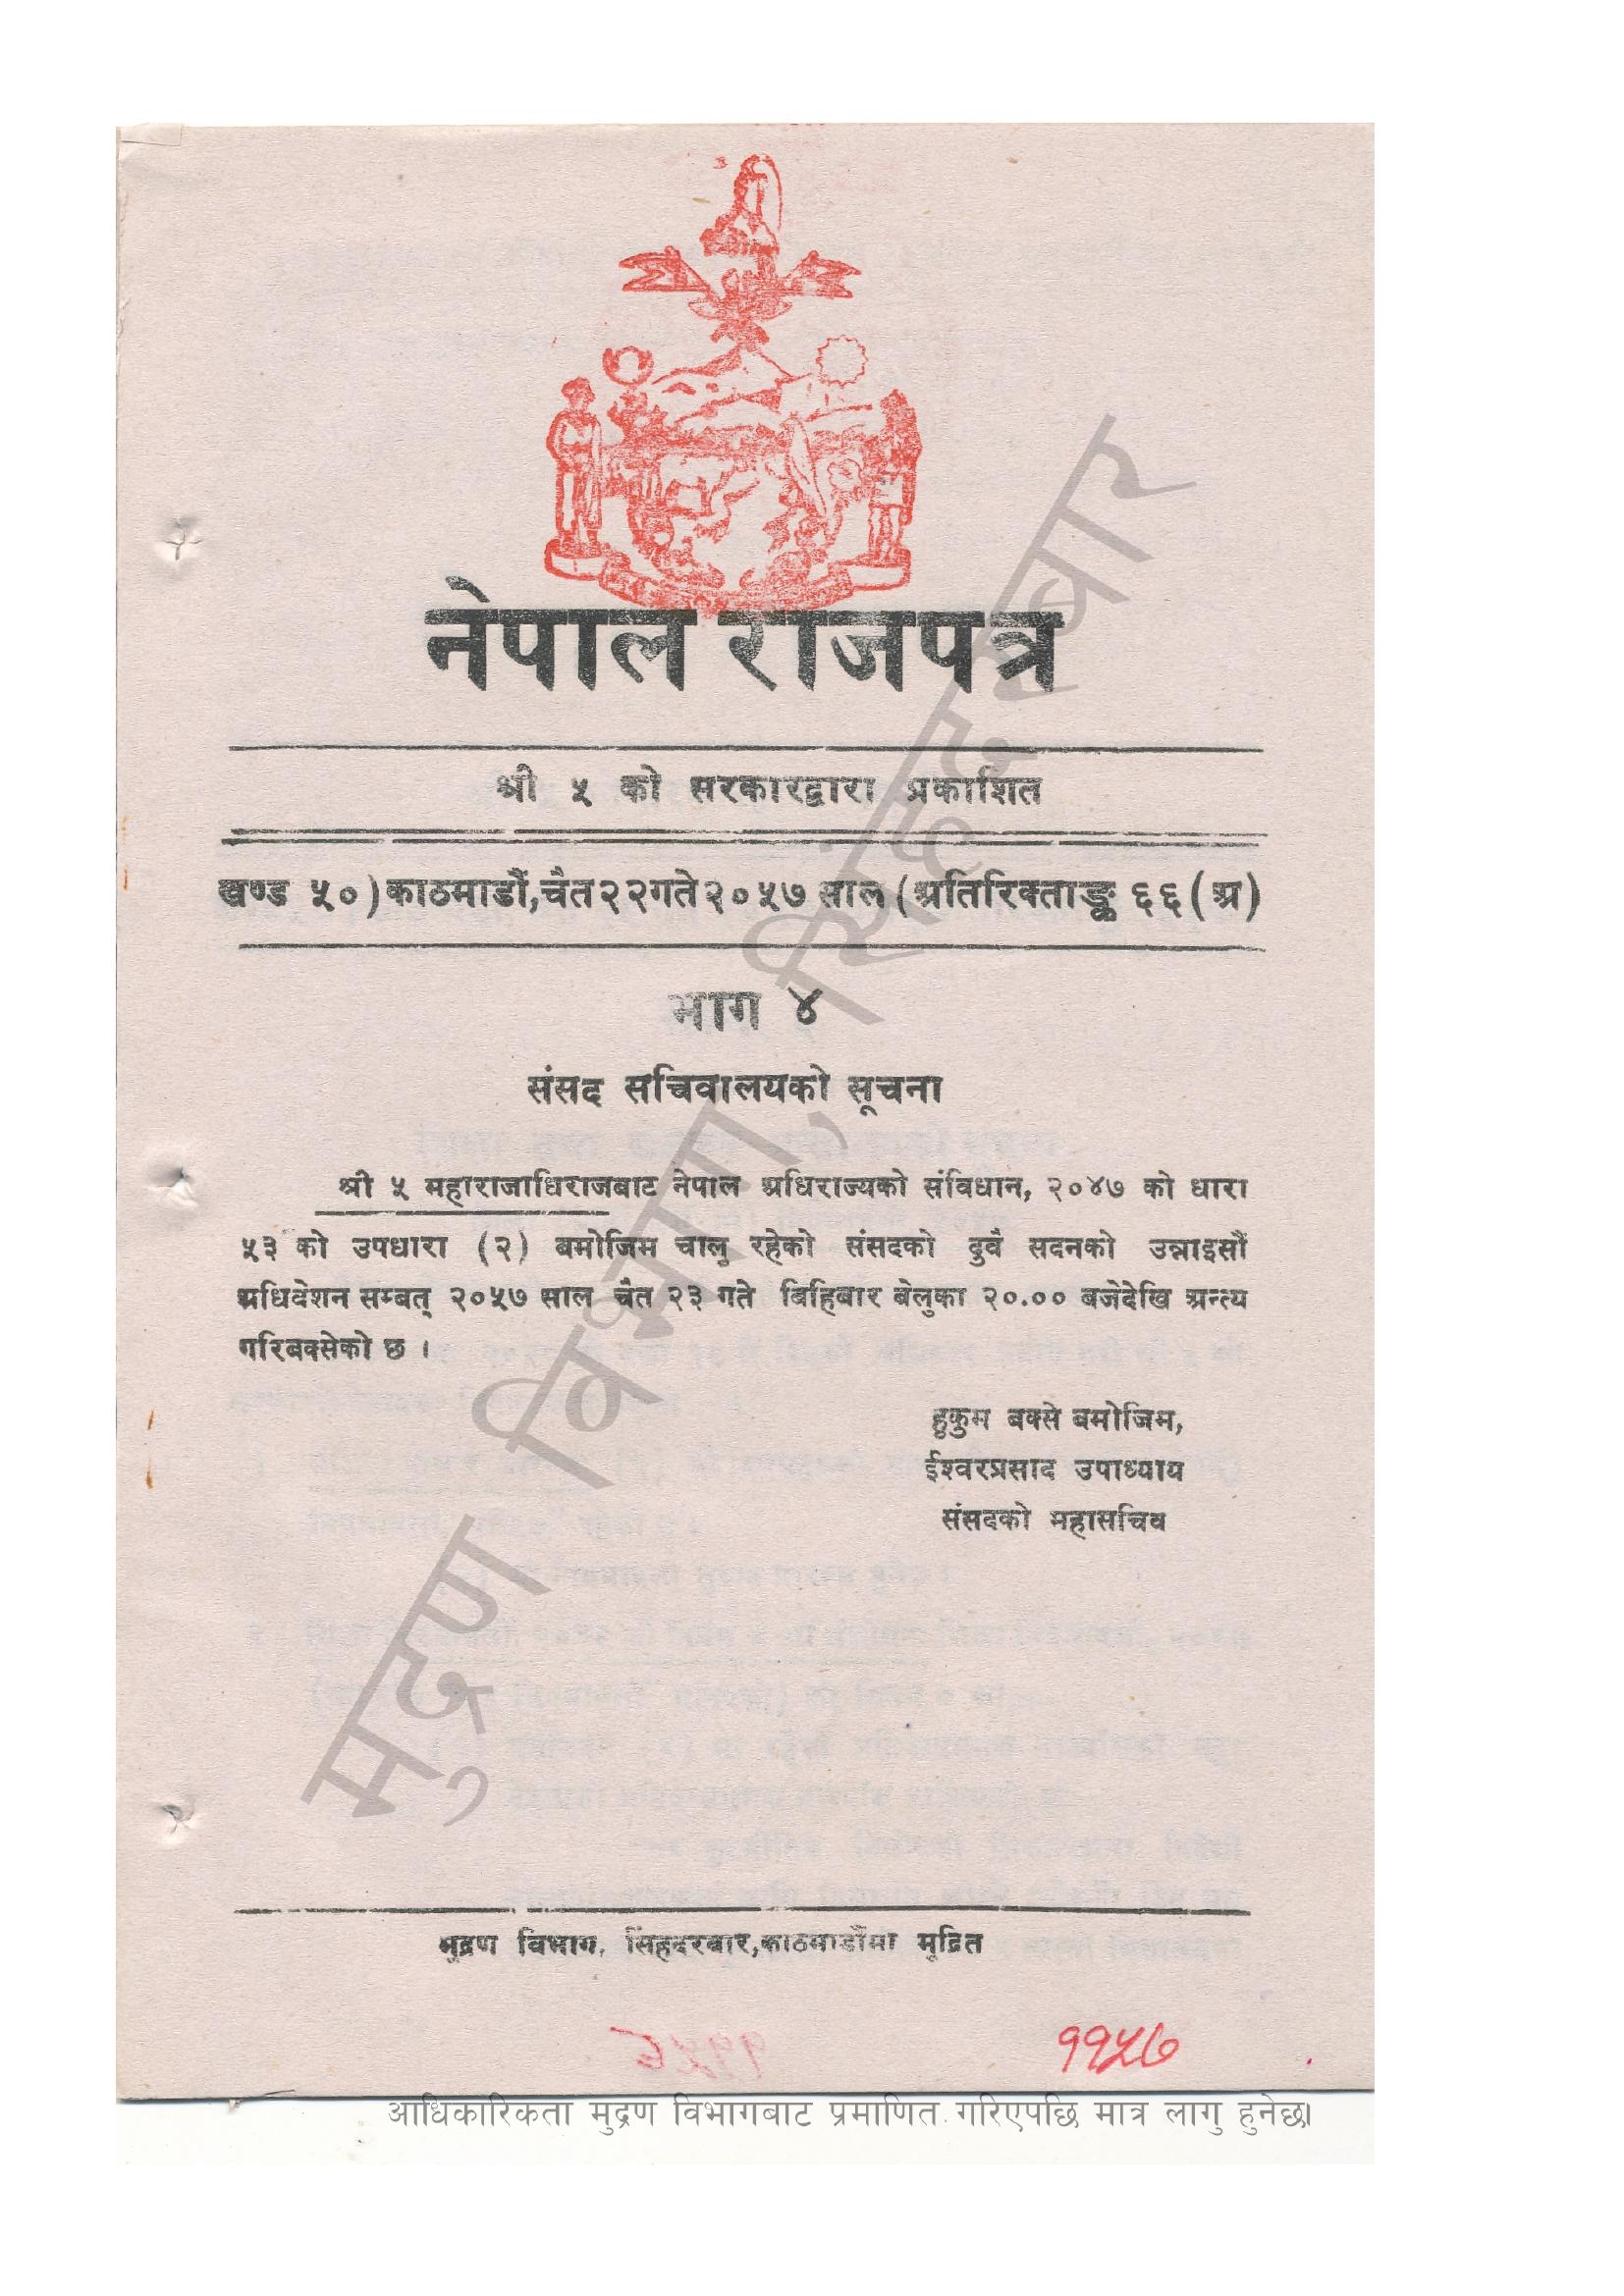 नेपाल राजपत्र
श्री ५ को सरकारद्वारा प्रकाशित
खण्ड ५०) काठमाडौं, चैत २२ गते २०५७ साल (अतिरिक्ताङ्क ६६ (अ)
भाग ४
संसद सचिवालयको सूचना
श्री ५ महाराजाधिराजबाट नेपाल अधिराज्यको संविधान, २०४७ को धारा
५३ को उपधारा (२) बमोजिम चालु रहेको संसदको दुवै सदनको उन्नाइसौं
अधिवेशन सम्बत् २०५७ साल चैत २३ गते बिहिबार बेलुका २०.०० बजेदेखि अन्त्य
गरिबक्सेको छ ।
हुकुम बक्से बमोजिम,
ईश्वरप्रसाद उपाध्याय
संसदको महासचिव
मुद्रण विभाग, सिंहदरबार, काठमाडौंमा मुद्रित
११५७
आधिकारिकता मुद्रण विभागबाट प्रमाणित गरिएपछि मात्र लागु हुनेछ।
मुद्रण विभाग, सिंहदरबार